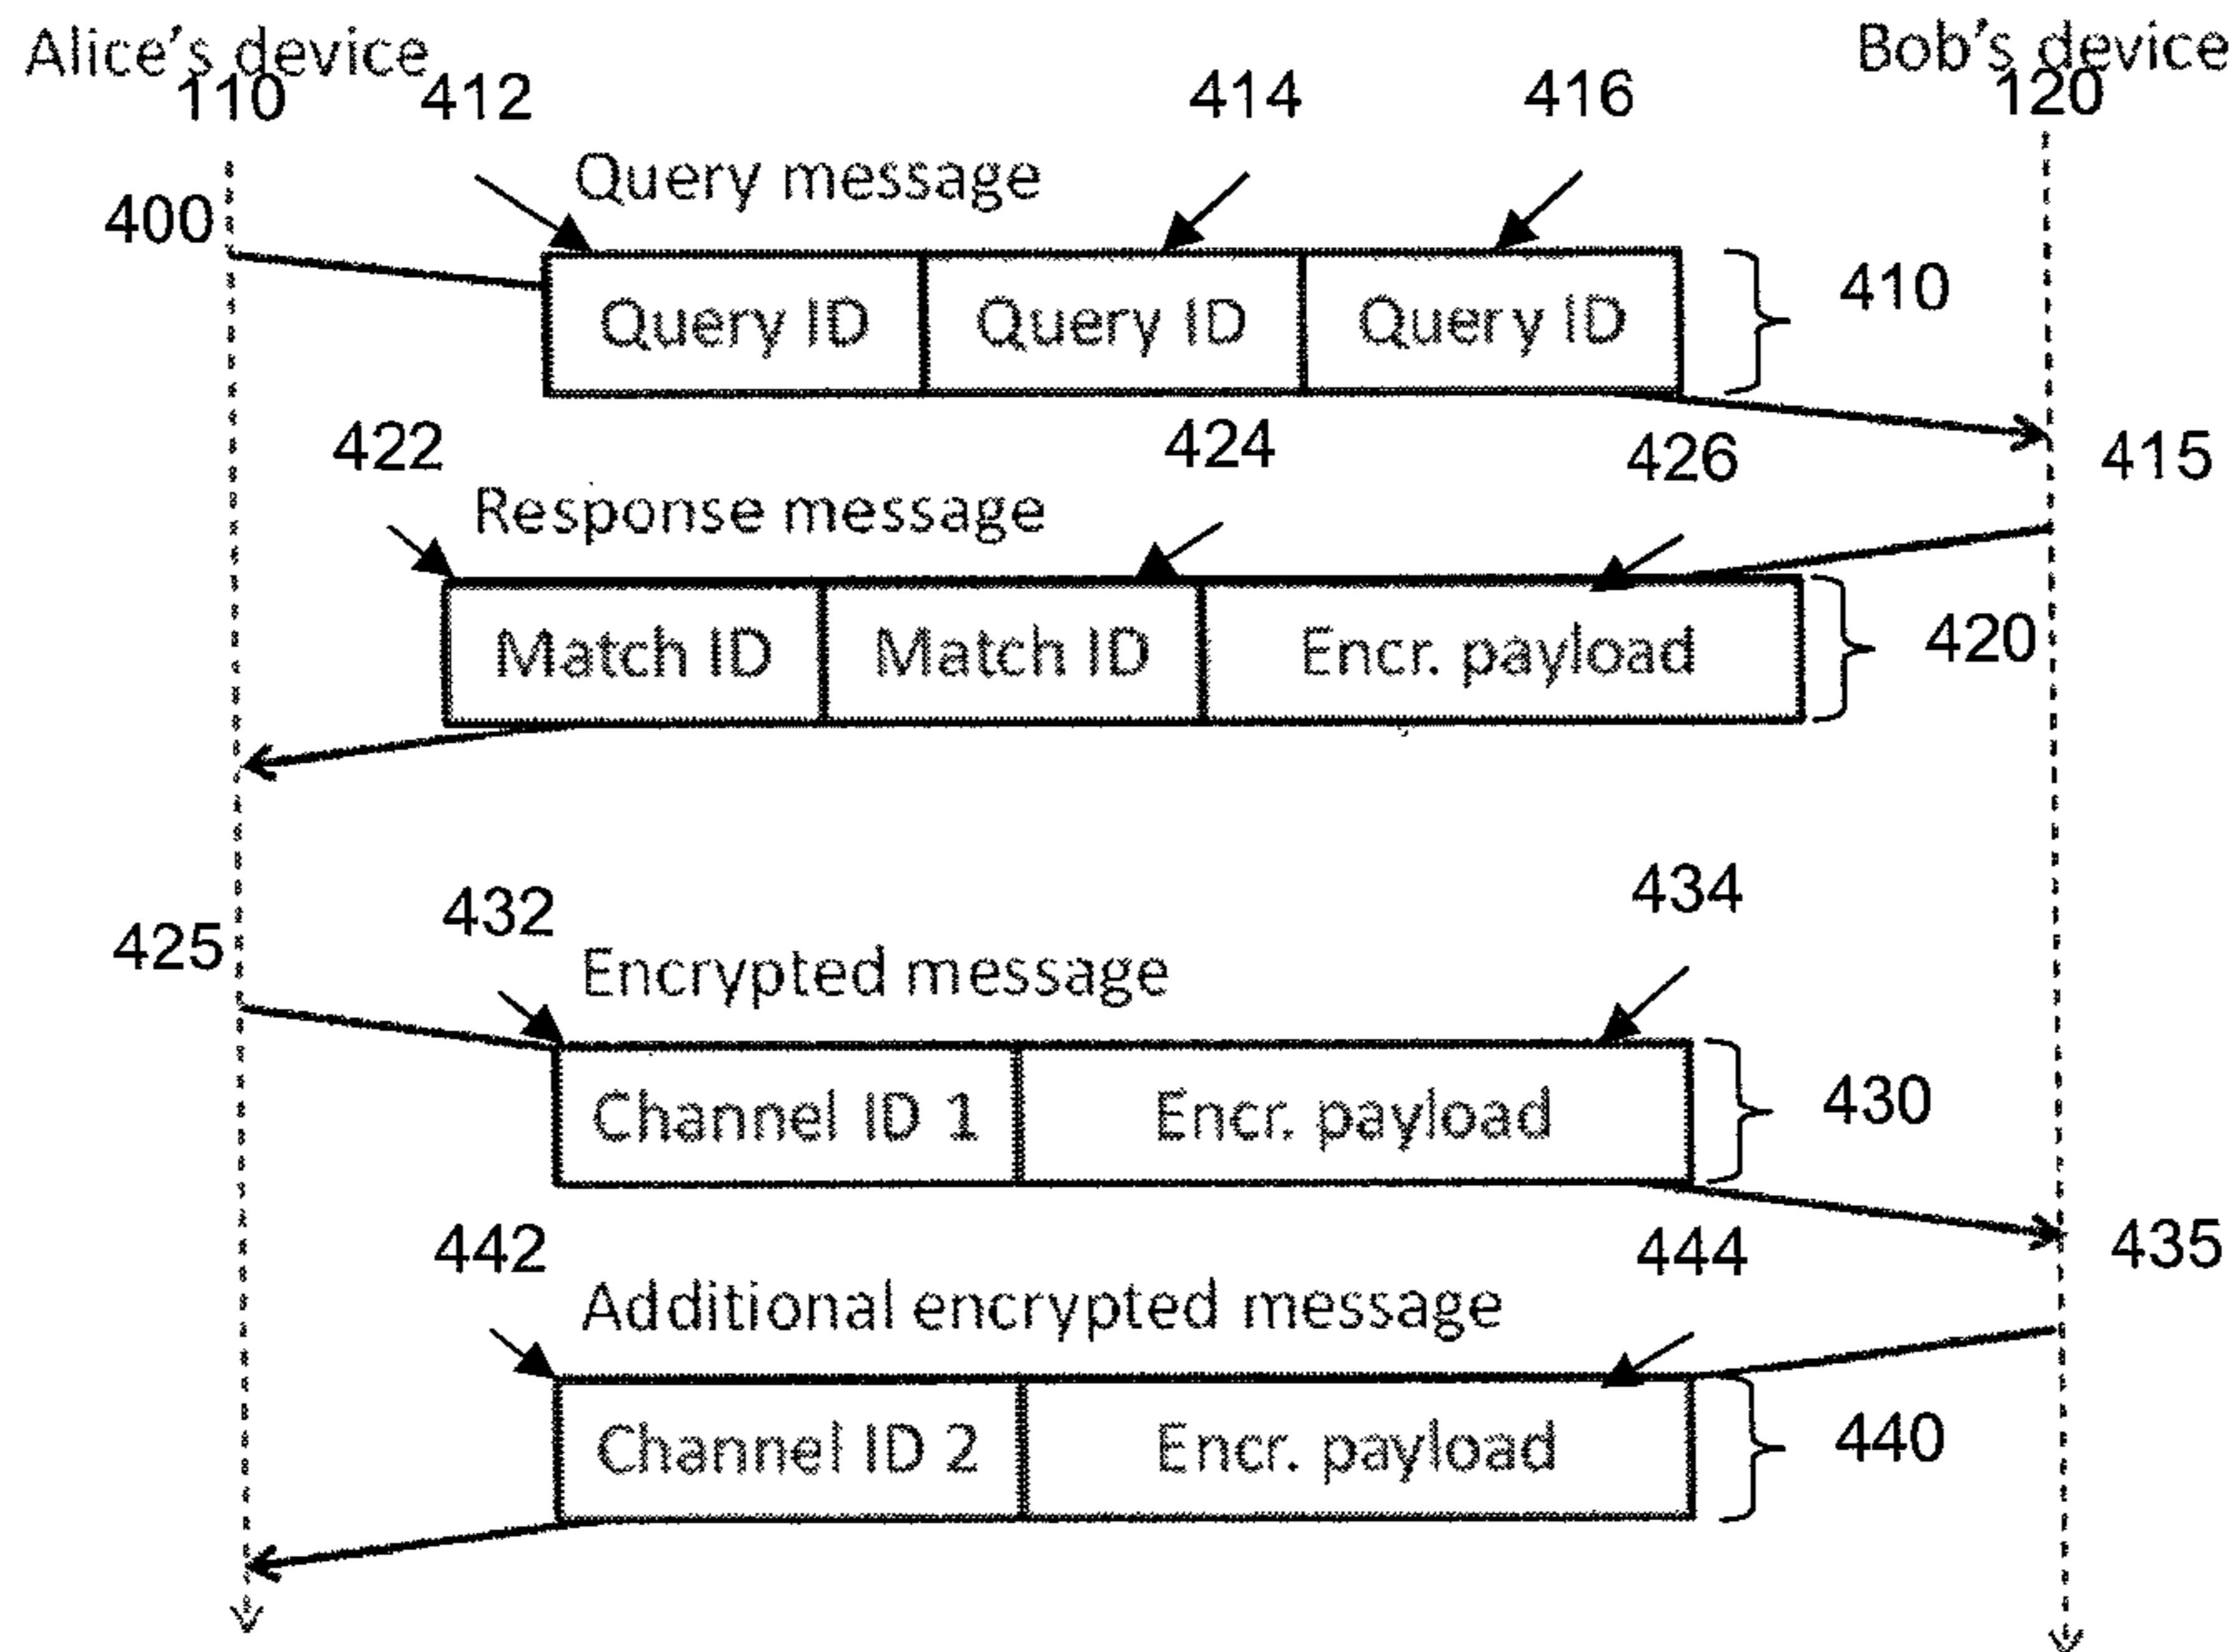 Alice's device Bob's device
110 412 414 416 120
Query message
400
Query ID Query ID Query ID 410
422 424 426 415
Response message
Match ID Match ID Encr. payload 420
432 434
425 Encrypted message
Channel ID 1 Encr. payload 430
442 444 435
Additional encrypted message
Channel ID 2 Encr. payload 440